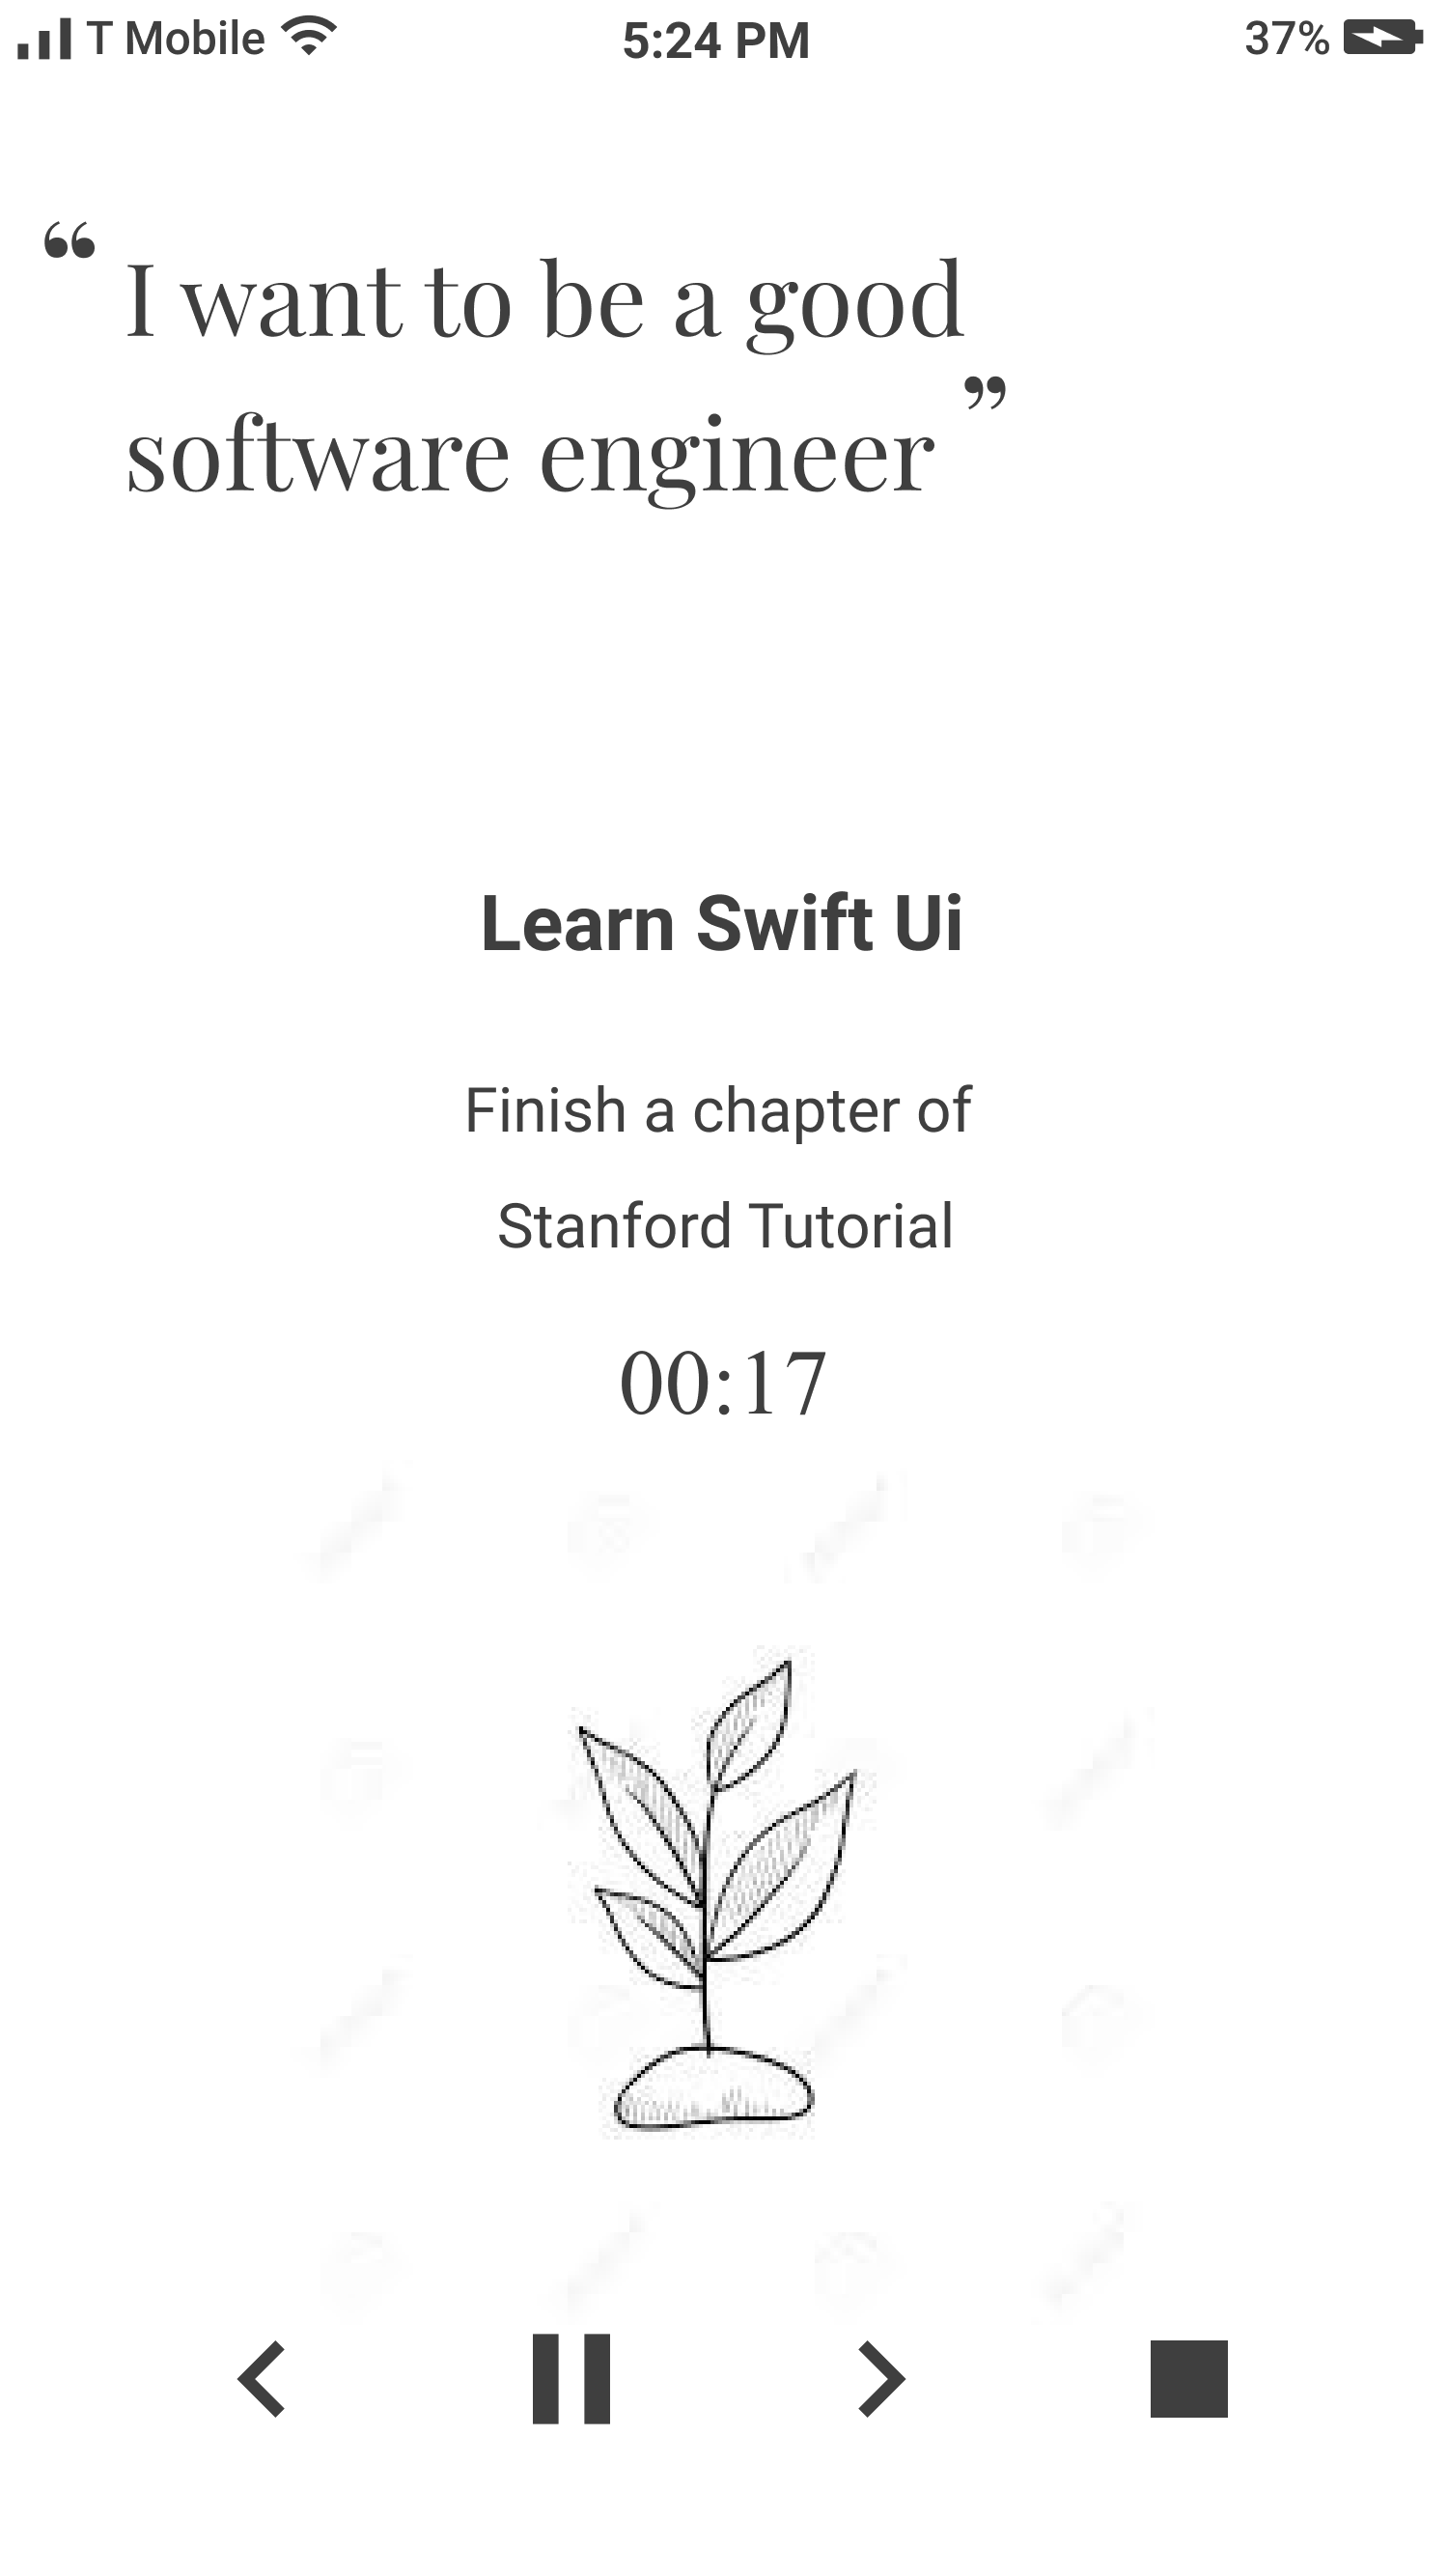 T Mobile 5:24 PM 37%
“ I want to be a good
software engineer ”
Learn Swift Ui
Finish a chapter of
Stanford Tutorial
00:17